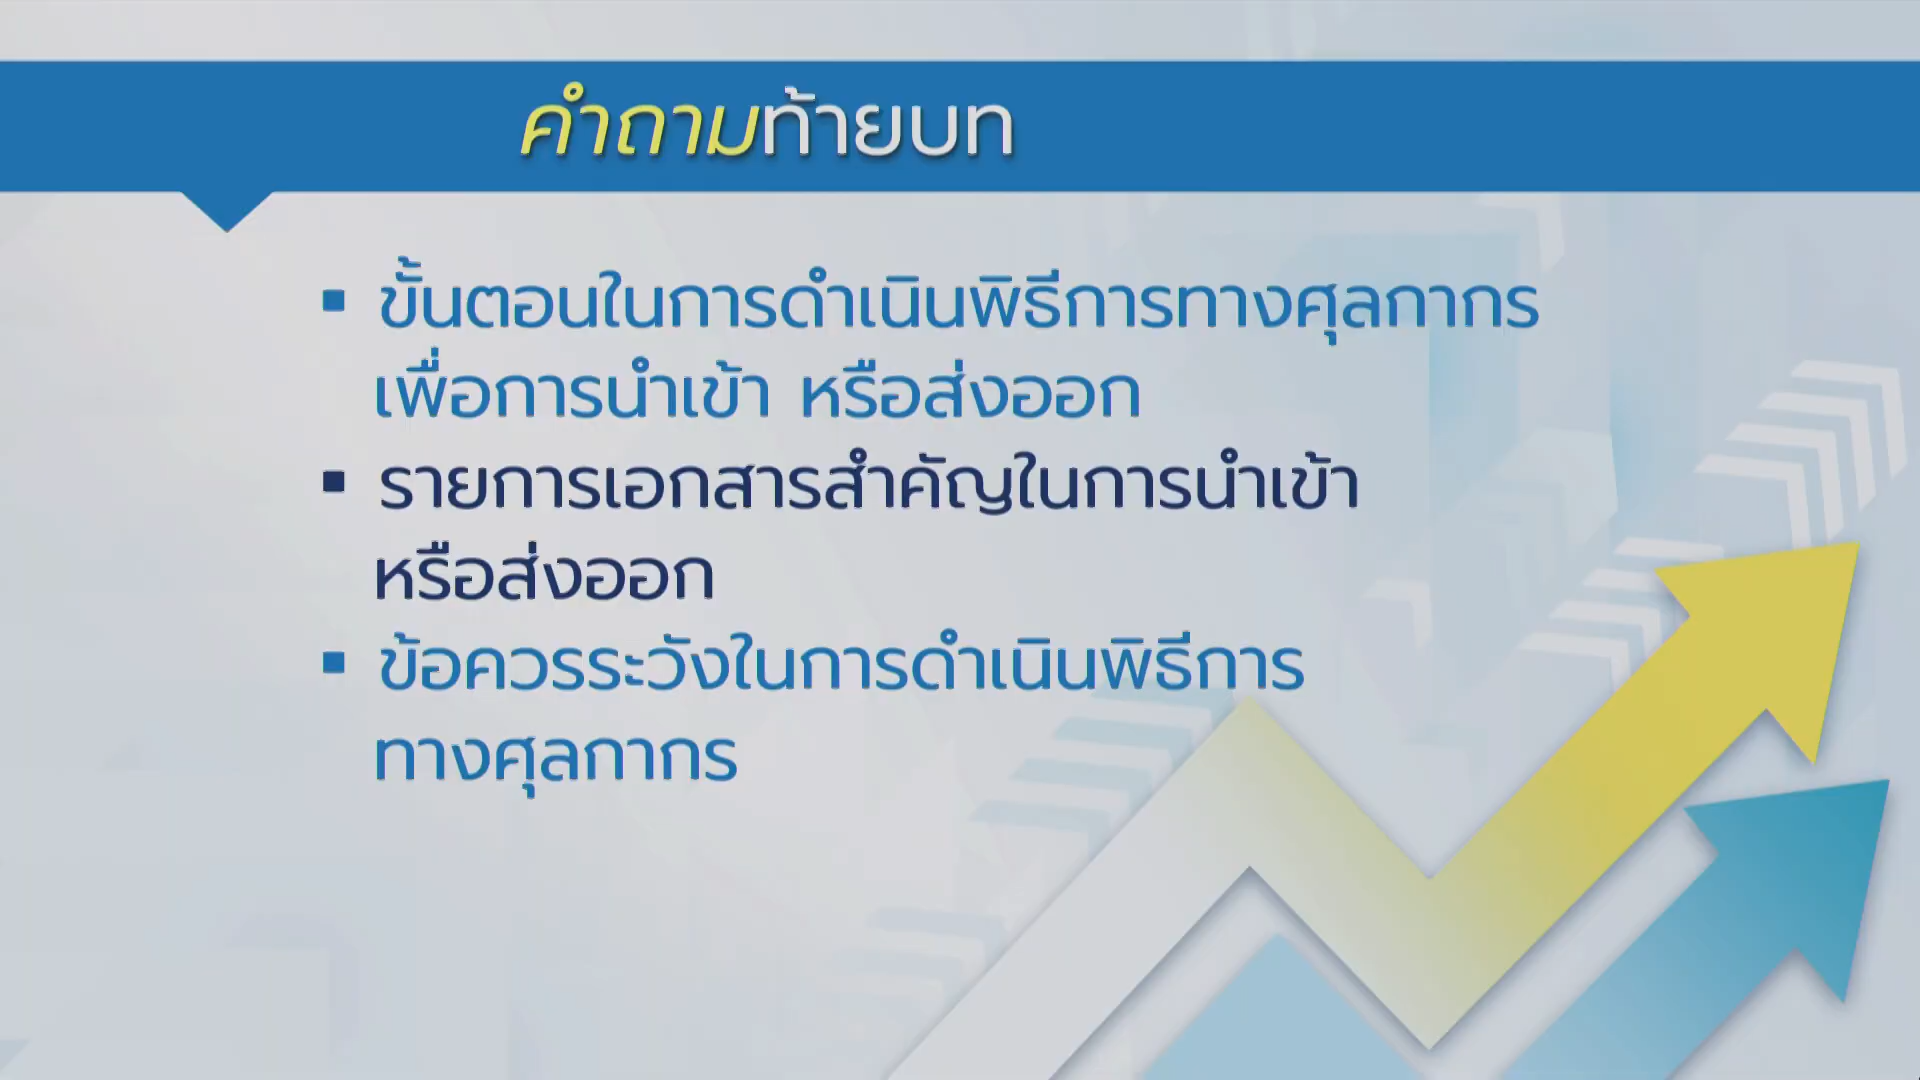 คำถามท้ายบท
▪ ขั้นตอนในการดำเนินพิธีการทางศุลกากร
เพื่อการนำเข้า หรือส่งออก
▪ รายการเอกสารสำคัญในการนำเข้า
หรือส่งออก
▪ ข้อควรระวังในการดำเนินพิธีการ
ทางศุลกากร